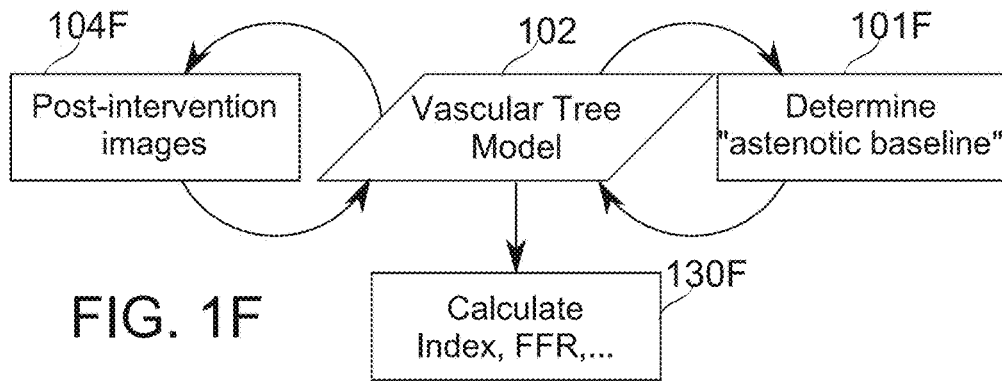 104F
102
101F
Post-intervention
images
Vascular Tree
Model
Determine
"astenotic baseline"
130F
Calculate
Index, FFR,...
FIG. 1F